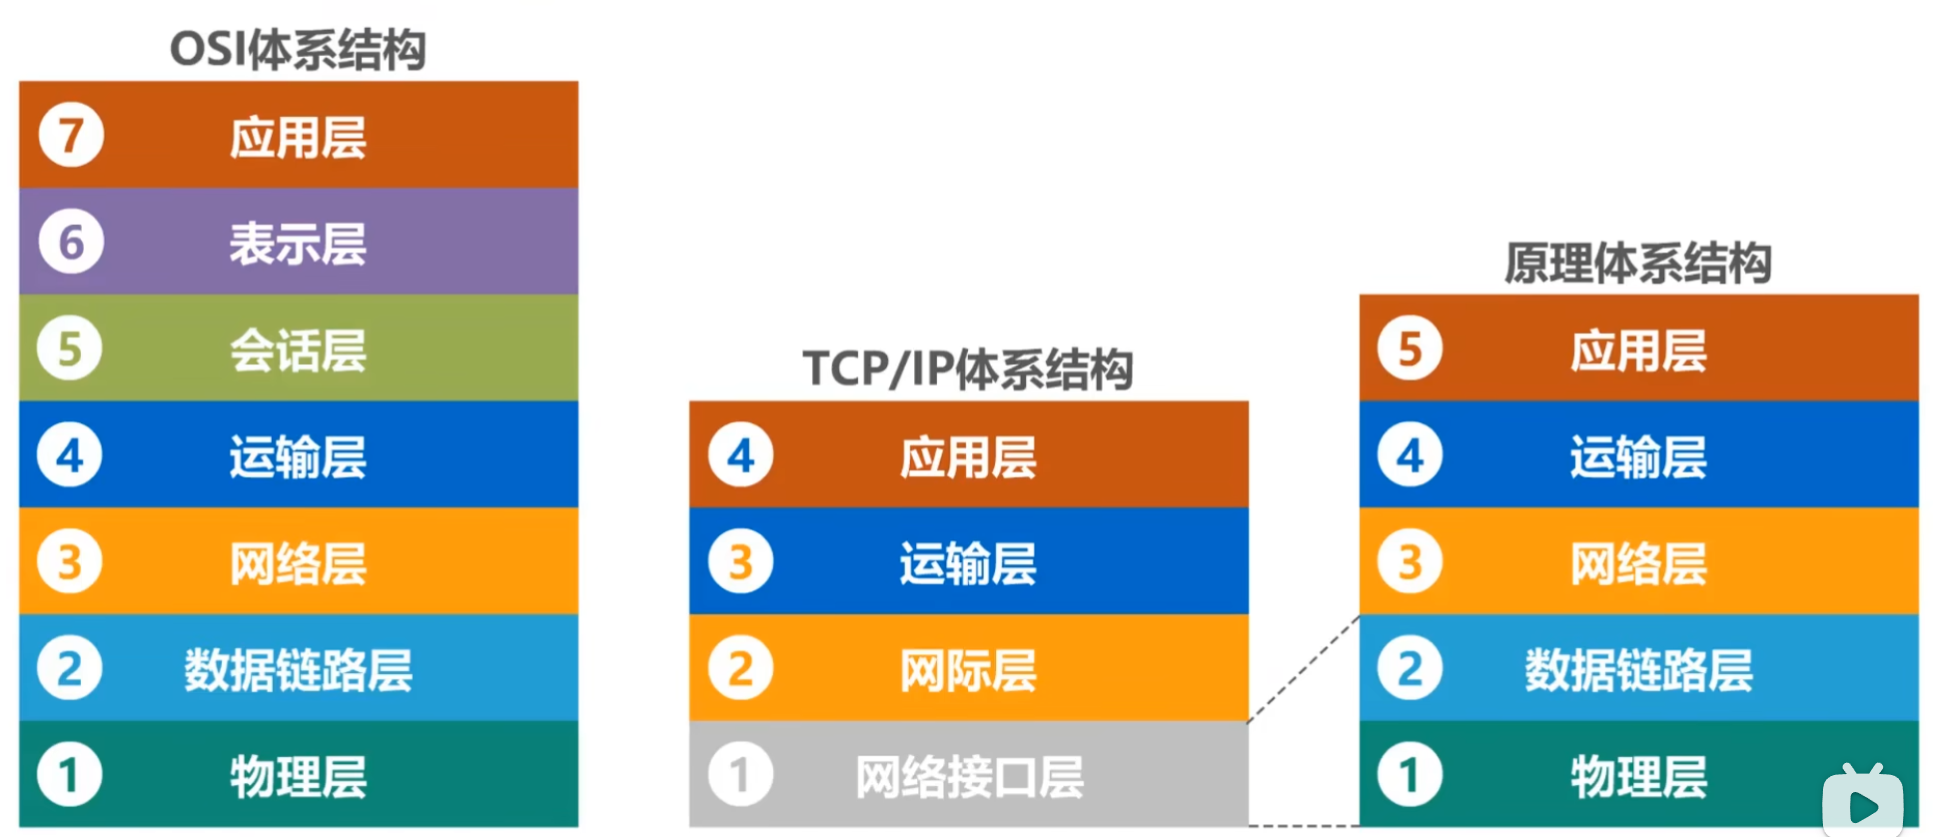 OSI体系结构
7 应用层
6 表示层
5 会话层
4 运输层
3 网络层
2 数据链路层
1 物理层
TCP/IP体系结构
4 应用层
3 运输层
2 网际层
1 网络接口层
原理体系结构
5 应用层
4 运输层
3 网络层
2 数据链路层
1 物理层